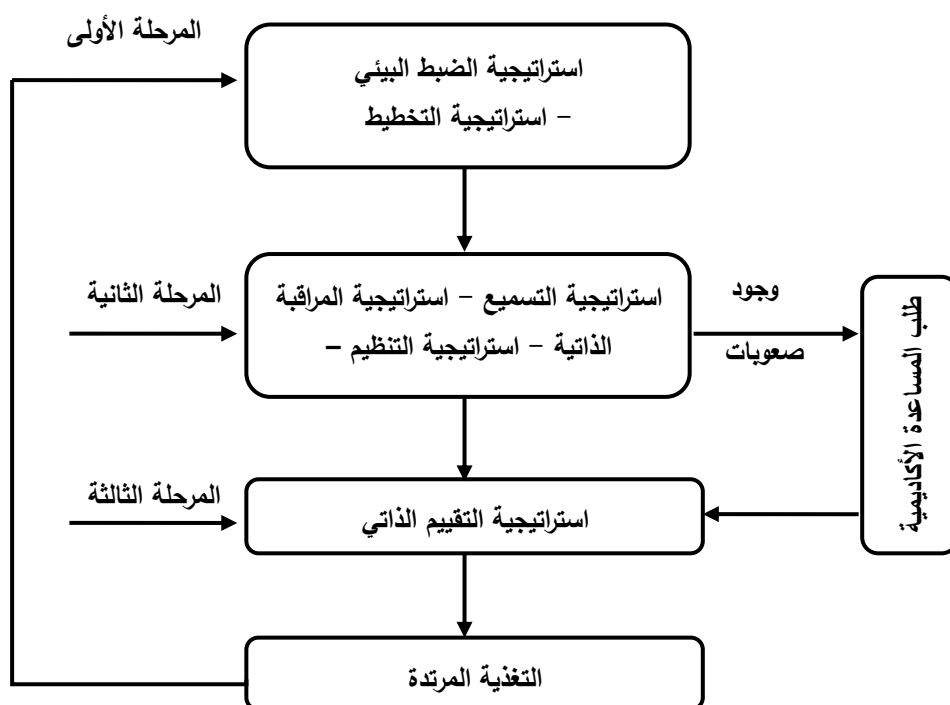 المرحلة الأولى
استراتيجية الضبط البيئي
– استراتيجية التخطيط
المرحلة الثانية
استراتيجية التسميع – استراتيجية المراقبة
الذاتية – استراتيجية التنظيم –
وجود
صعوبات
طلب المساعدة الأكاديمية
المرحلة الثالثة
استراتيجية التقييم الذاتي
التغذية المرتدة